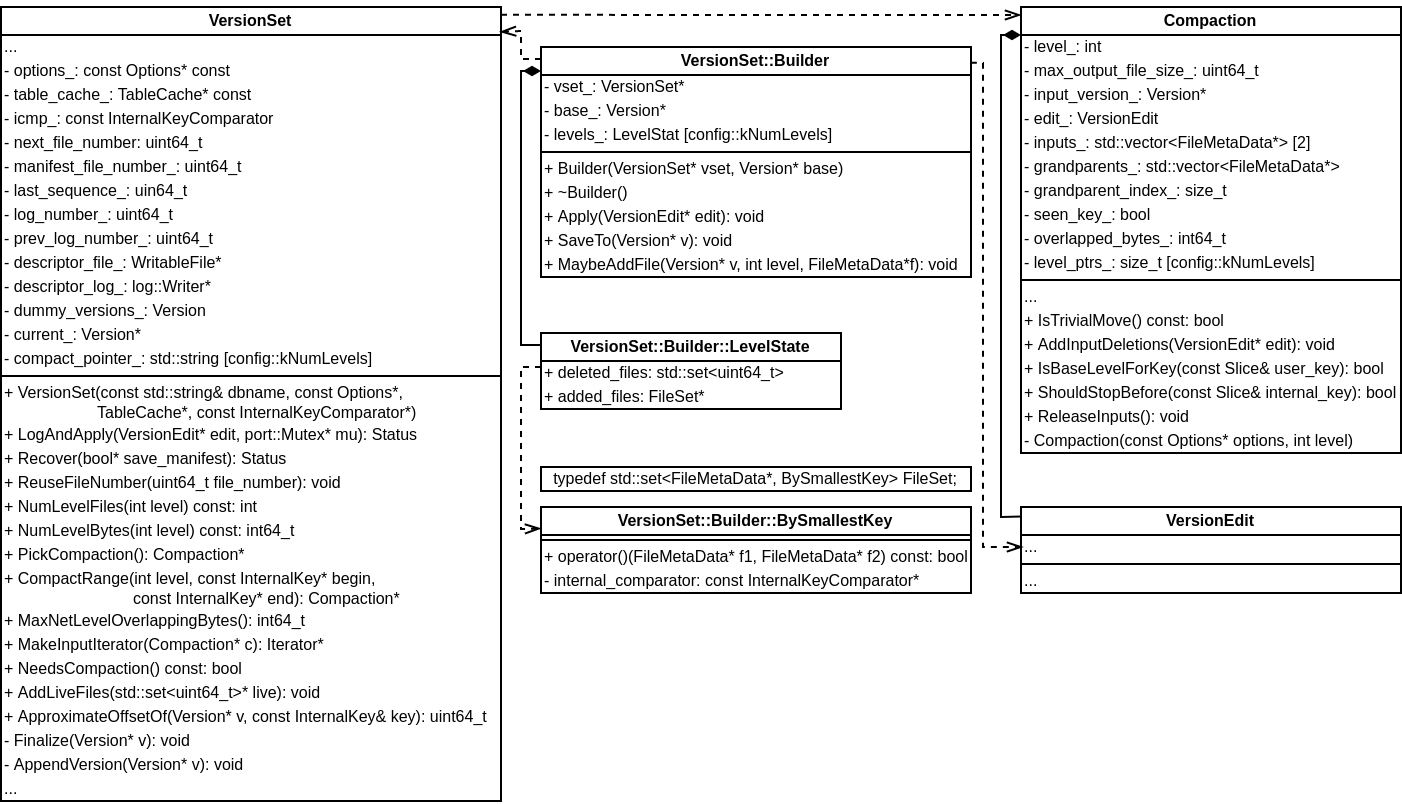 VersionSet
...
- options_: const Options* const
- table_cache_: TableCache* const
- icmp_: const InternalKeyComparator
- next_file_number: uint64_t
- manifest_file_number_: uint64_t
- last_sequence_: uin64_t
- log_number_: uint64_t
- prev_log_number_: uint64_t
- descriptor_file_: WritableFile*
- descriptor_log_: log::Writer*
- dummy_versions_: Version
- current_: Version*
- compact_pointer_: std::string [config::kNumLevels]
+ VersionSet(const std::string& dbname, const Options*,
TableCache*, const InternalKeyComparator*)
+ LogAndApply(VersionEdit* edit, port::Mutex* mu): Status
+ Recover(bool* save_manifest): Status
+ ReuseFileNumber(uint64_t file_number): void
+ NumLevelFiles(int level) const: int
+ NumLevelBytes(int level) const: int64_t
+ PickCompaction(): Compaction*
+ CompactRange(int level, const InternalKey* begin,
const InternalKey* end): Compaction*
+ MaxNetLevelOverlappingBytes(): int64_t
+ MakeInputIterator(Compaction* c): Iterator*
+ NeedsCompaction() const: bool
+ AddLiveFiles(std::set<uint64_t>* live): void
+ ApproximateOffsetOf(Version* v, const InternalKey& key): uint64_t
- Finalize(Version* v): void
- AppendVersion(Version* v): void
...
VersionSet::Builder
- vset_: VersionSet*
- base_: Version*
- levels_: LevelStat [config::kNumLevels]
+ Builder(VersionSet* vset, Version* base)
+ ~Builder()
+ Apply(VersionEdit* edit): void
+ SaveTo(Version* v): void
+ MaybeAddFile(Version* v, int level, FileMetaData*f): void
VersionSet::Builder::LevelState
+ deleted_files: std::set<uint64_t>
+ added_files: FileSet*
typedef std::set<FileMetaData*, BySmallestKey> FileSet;
VersionSet::Builder::BySmallestKey
+ operator()(FileMetaData* f1, FileMetaData* f2) const: bool
- internal_comparator: const InternalKeyComparator*
Compaction
- level_: int
- max_output_file_size_: uint64_t
- input_version_: Version*
- edit_: VersionEdit
- inputs_: std::vector<FileMetaData*> [2]
- grandparents_: std::vector<FileMetaData*>
- grandparent_index_: size_t
- seen_key_: bool
- overlapped_bytes_: int64_t
- level_ptrs_: size_t [config::kNumLevels]
...
+ IsTrivialMove() const: bool
+ AddInputDeletions(VersionEdit* edit): void
+ IsBaseLevelForKey(const Slice& user_key): bool
+ ShouldStopBefore(const Slice& internal_key): bool
+ ReleaseInputs(): void
- Compaction(const Options* options, int level)
VersionEdit
...
...